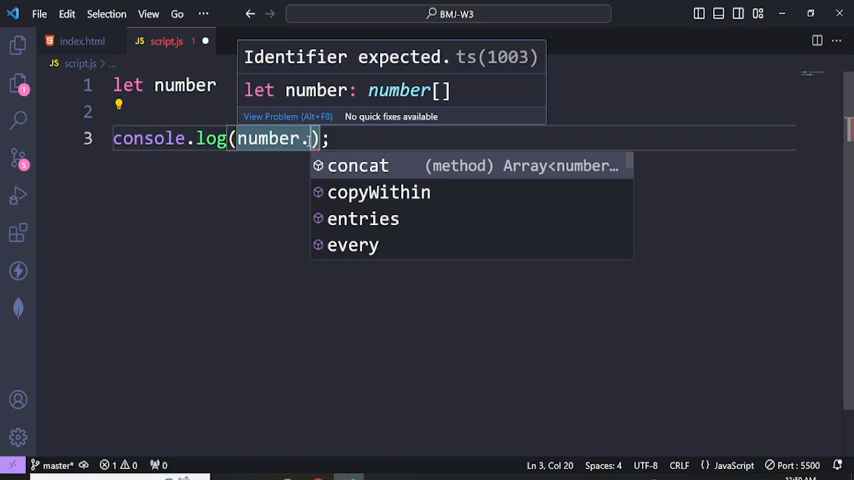 File Edit Selection View Go ··· BMJ-W3
index.html JS script.js 1
JS script.js > ...
Identifier expected. ts(1003)
let number: number[]
View Problem (Alt+F8) No quick fixes available
1 let number
2
3 console.log(number.);
concat (method) Array<number…
copyWithin
entries
every
master* 1 0 0 Ln 3, Col 20 Spaces: 4 UTF-8 CRLF {} JavaScript Port : 5500